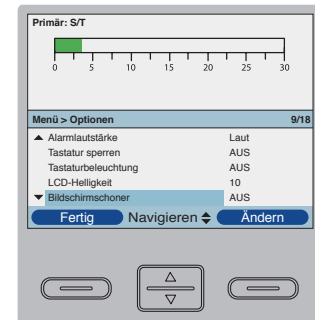 Primär: S/T
0 5 10 15 20 25 30
Menü > Optionen 9/18
Alarmlautstärke Laut
Tastatur sperren AUS
Tastaturbeleuchtung AUS
LCD-Helligkeit 10
Bildschirmschoner AUS
Fertig Navigieren Ändern